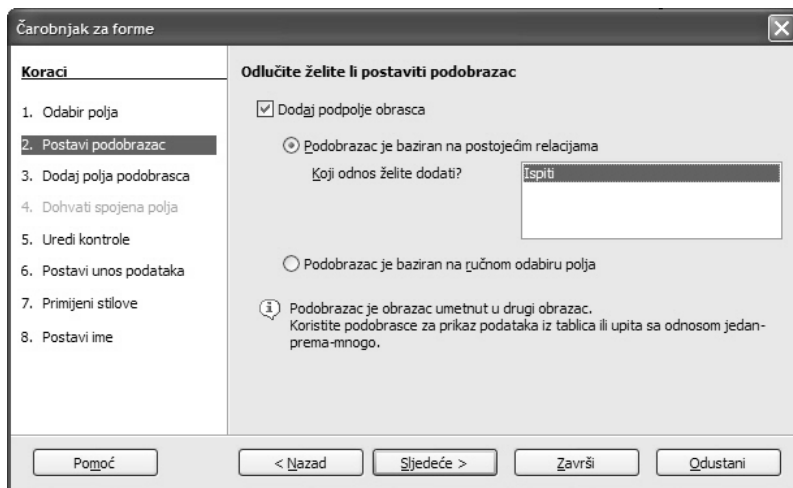 Čarobnjak za forme
Koraci
1. Odabir polja
2. Postavi podobrazac
3. Dodaj polja podobrasca
4. Dohvati spojena polja
5. Uredi kontrole
6. Postavi unos podataka
7. Primijeni stilove
8. Postavi ime
Odlučite želite li postaviti podobrazac
Dodaj podpolje obrasca
Podobrazac je baziran na postojećim relacijama
Koji odnos želite dodati?
Ispiti
Podobrazac je baziran na ručnom odabiru polja
Podobrazac je obrazac umetnut u drugi obrazac.
Koristite podobrasce za prikaz podataka iz tablica ili upita sa odnosom jedan-
prema-mnogo.
Pomoć
< Nazad
Sljedeće >
Završi
Odustani